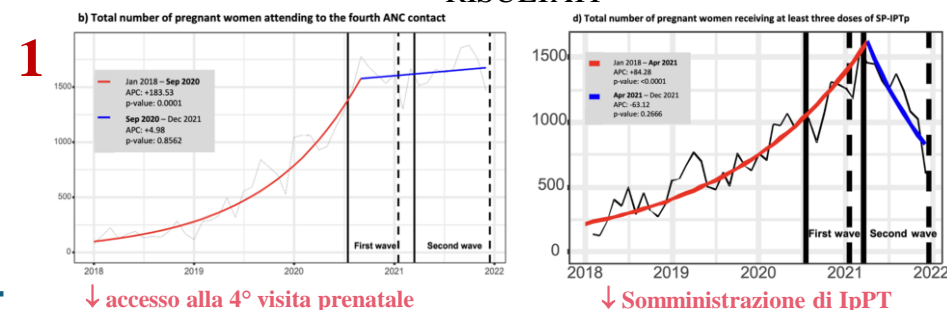 RISULTATI
1
b) Total number of pregnant women attending to the fourth ANC contact
1500
1000
500
0
Jan 2018 – Sep 2020
APC: +183.53
p-value: 0.0001
Sep 2020 – Dec 2021
APC: +4.98
p-value: 0.8562
First wave
Second wave
2018 2019 2020 2021 2022
↓ accesso alla 4° visita prenatale
d) Total number of pregnant women receiving at least three doses of SP-IPTp
1500
1000
500
0
Jan 2018 – Apr 2021
APC: +84.28
p-value: <0.0001
Apr 2021 – Dec 2021
APC: -63.12
p-value: 0.2666
First wave
Second wave
2018 2019 2020 2021 2022
↓ Somministrazione di IpPT